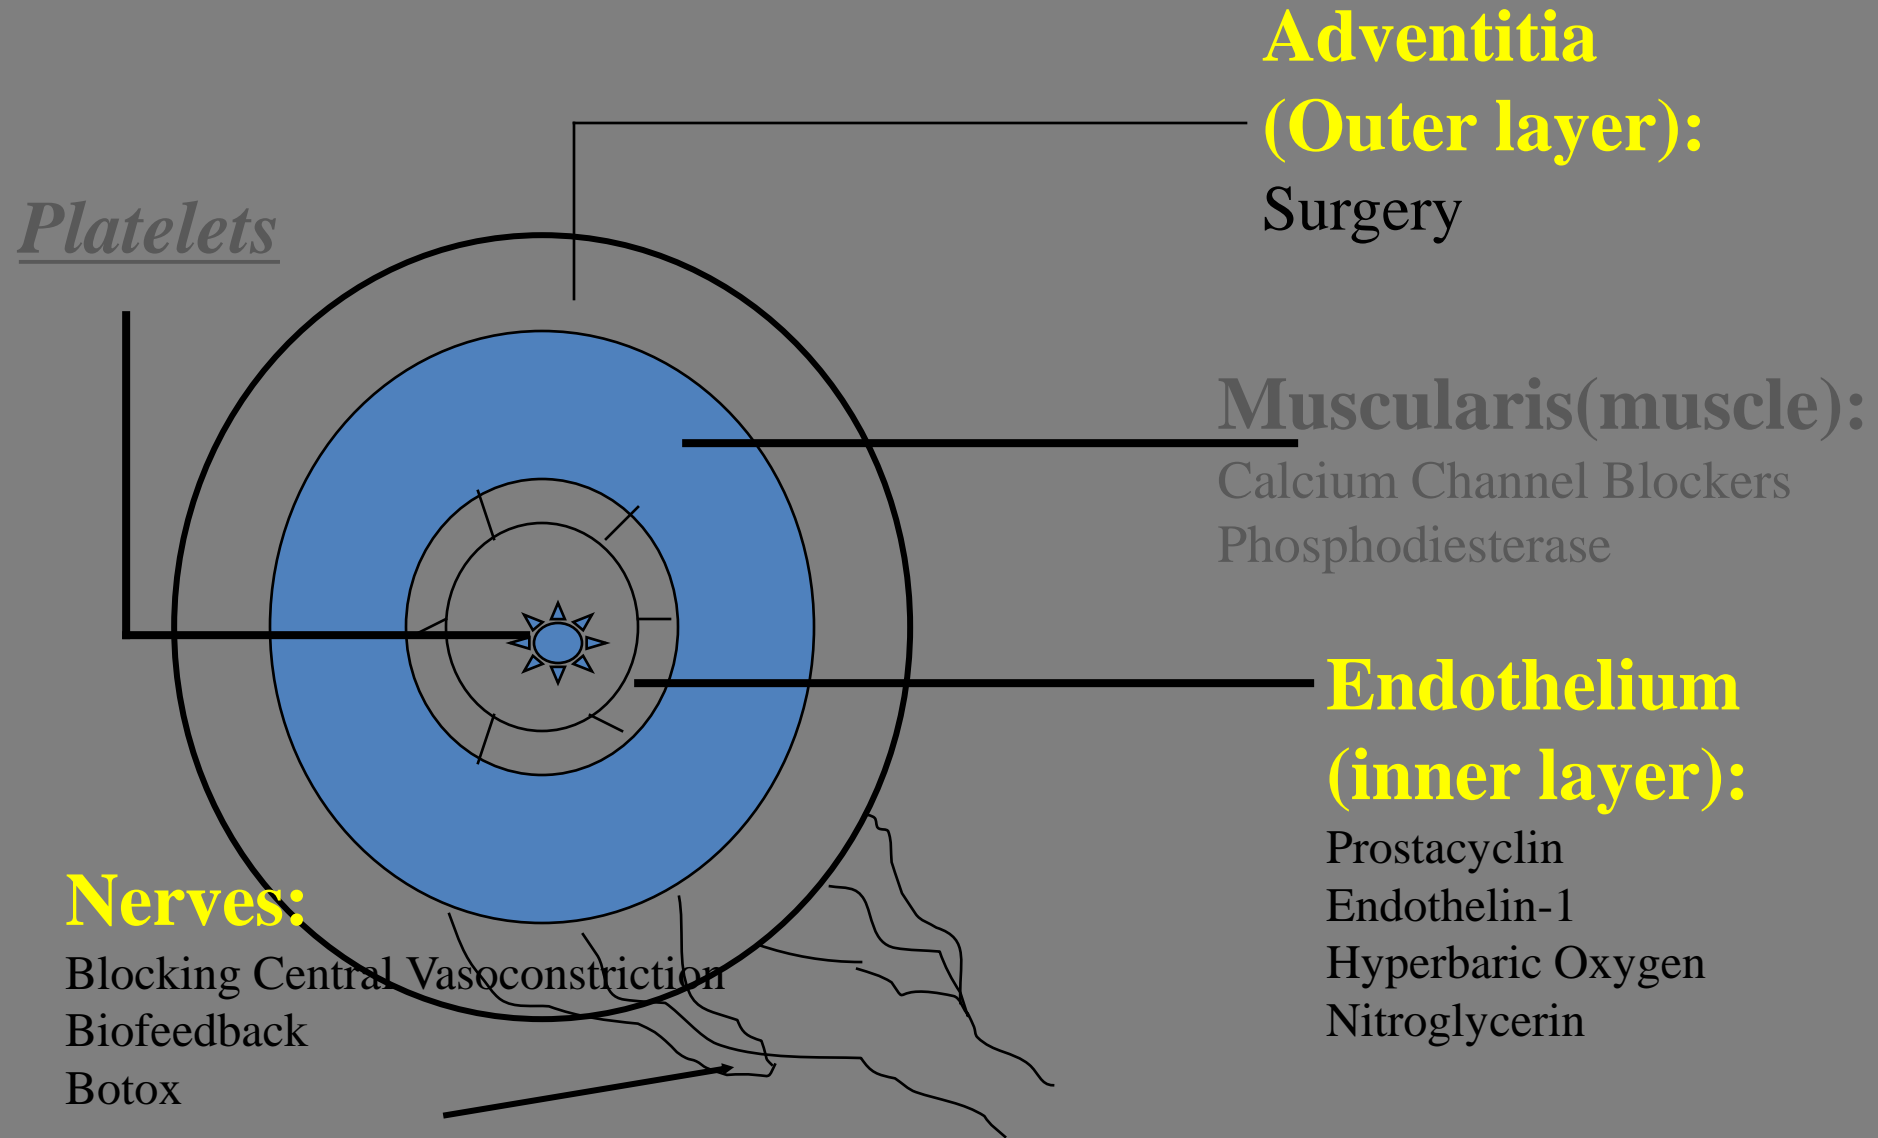 Adventitia
(Outer layer):
Surgery
Platelets
Muscularis(muscle):
Calcium Channel Blockers
Phosphodiesterase
Endothelium
(inner layer):
Prostacyclin
Endothelin-1
Hyperbaric Oxygen
Nitroglycerin
Nerves:
Blocking Central Vasoconstriction
Biofeedback
Botox